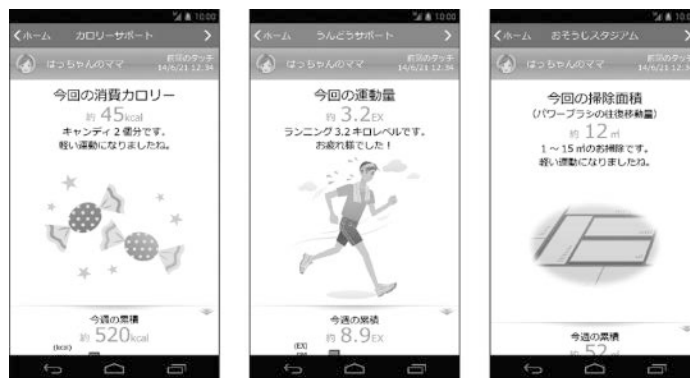 10:00
ホーム カロリーサポート
はっちゃんのママ
前回のタッチ
14/6/21 12:34
今回の消費カロリー
約 45kcal
キャンディ 2 個分です。
軽い運動になりましたね。
今週の累積
約 520kcal
(kcal)
10:00
ホーム うんどうサポート
はっちゃんのママ
前回のタッチ
14/6/21 12:34
今回の運動量
約 3.2EX
ランニング 3.2 キロレベルです。
お疲れ様でした!
今週の累積
約 8.9EX
(EX)
10:00
ホーム おそうじスタジアム
はっちゃんのママ
前回のタッチ
14/6/21 12:34
今回の掃除面積
(パワーブラシの往復移動量)
約 12㎡
1 ~ 15 ㎡のお掃除です。
軽い運動になりましたね。
今週の累積
約 52㎡